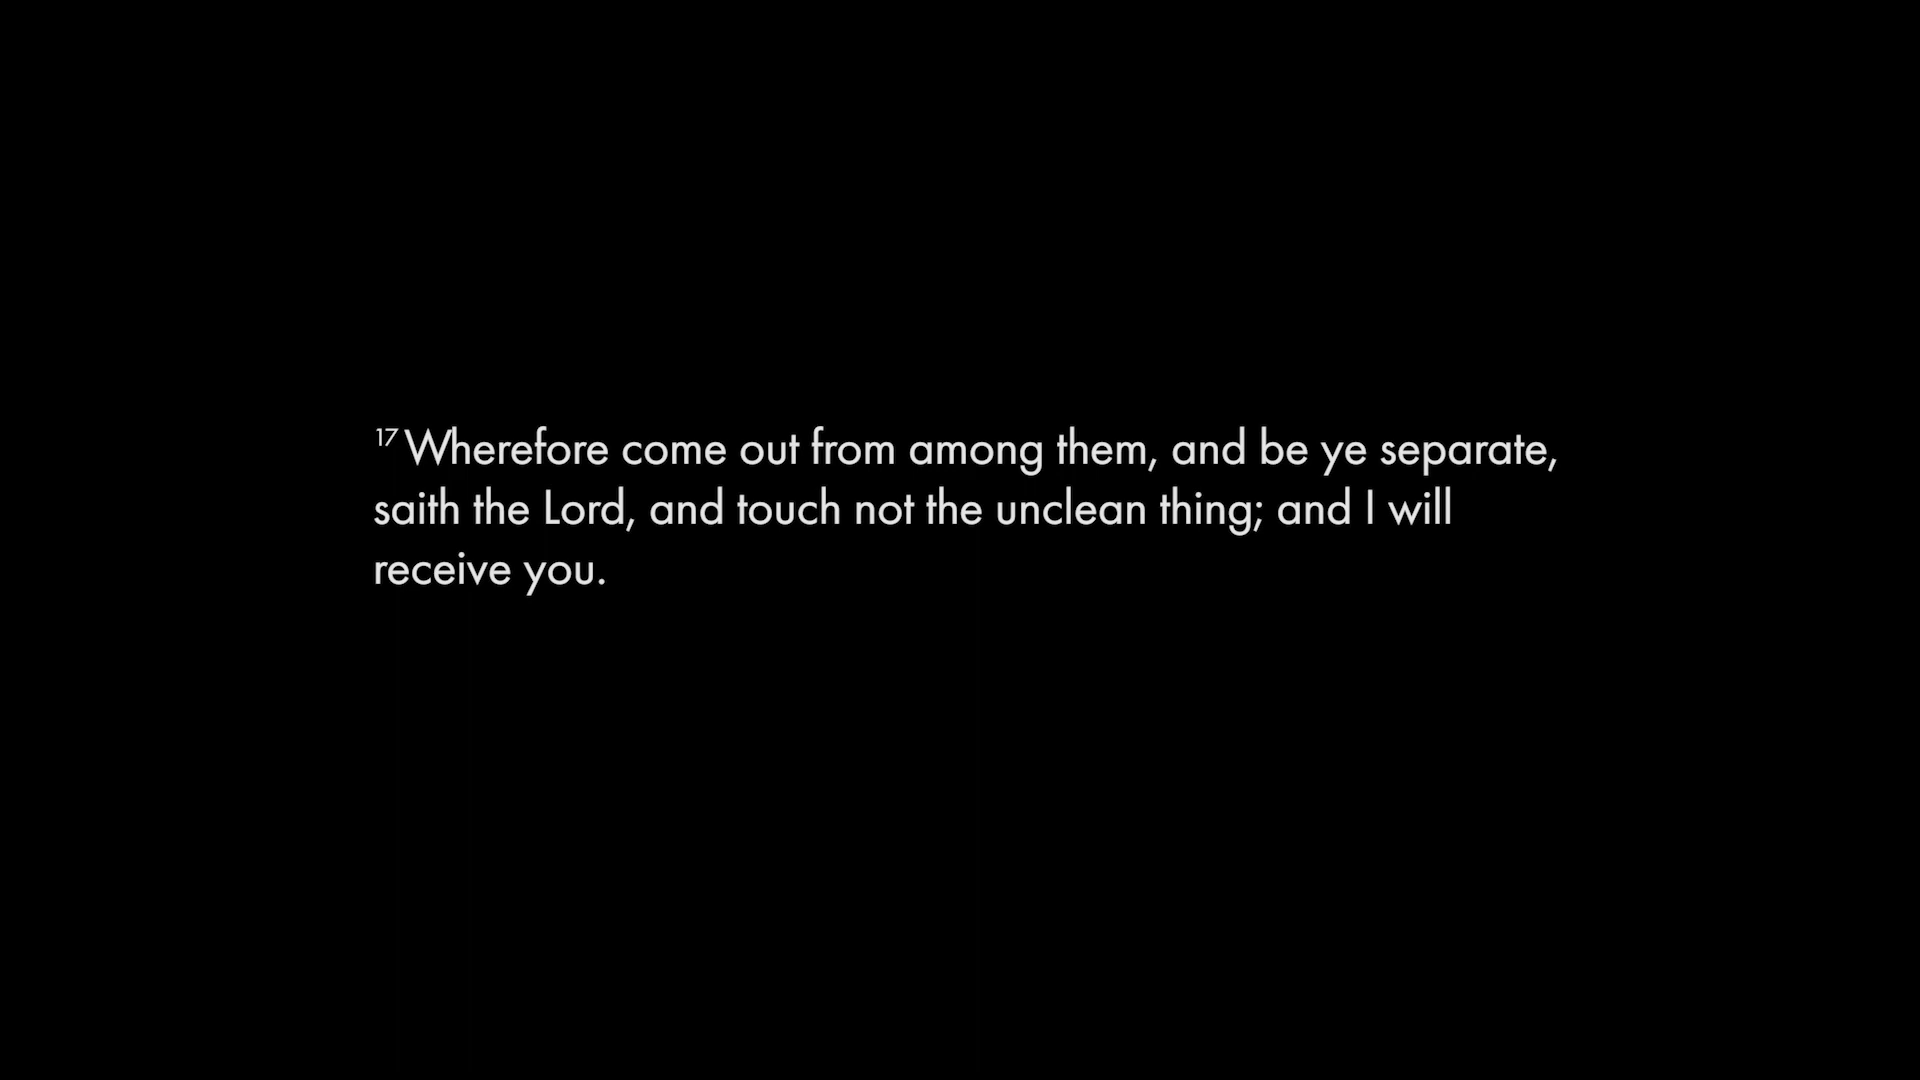 17 Wherefore come out from among them, and be ye separate,
saith the Lord, and touch not the unclean thing; and I will
receive you.